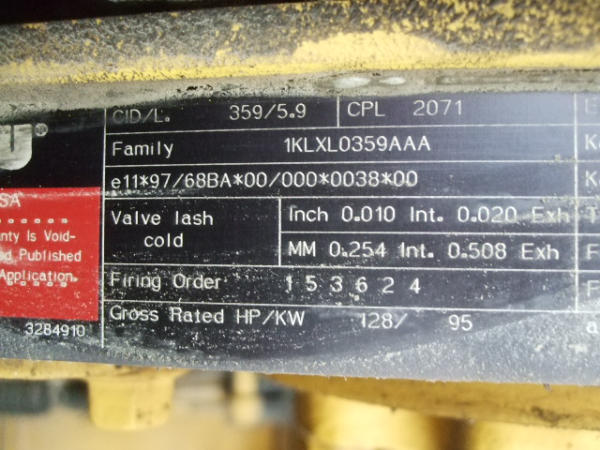 CID/L. 359/5.9 CPL 2071
Family 1KLXL0359AAA
e11*97/68BA*00/000*0038*00
SA
Valve lash cold
Inch 0.010 Int. 0.020 Exh
MM 0.254 Int. 0.508 Exh
nty Is Void-
d Published
Application.
Firing Order 1 5 3 6 2 4
Gross Rated HP/KW 128/ 95
3284910